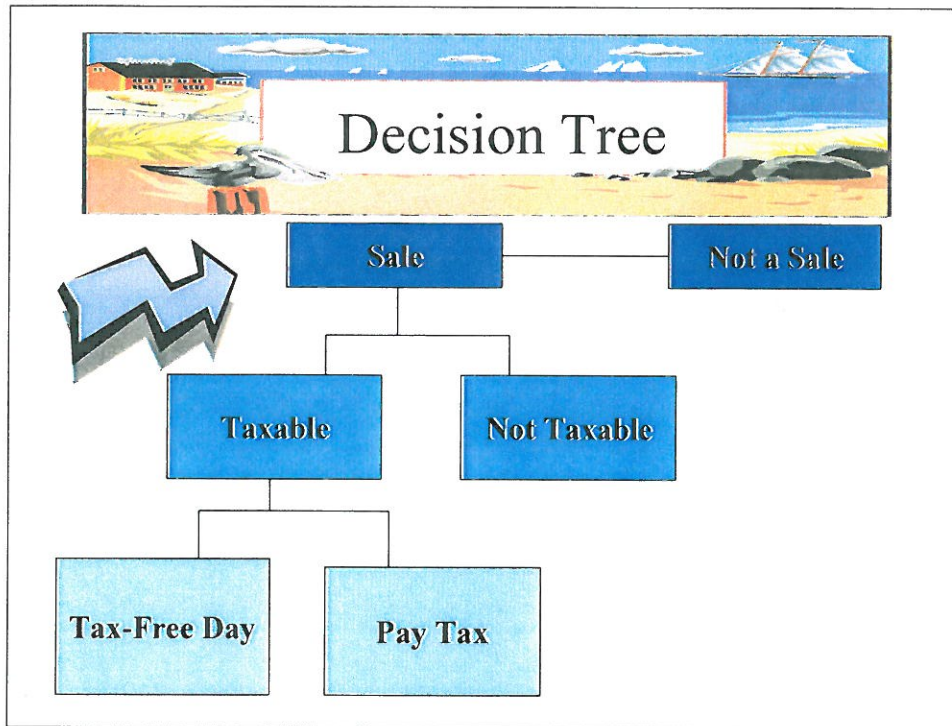 Decision Tree
Sale
Not a Sale
Taxable
Not Taxable
Tax-Free Day
Pay Tax